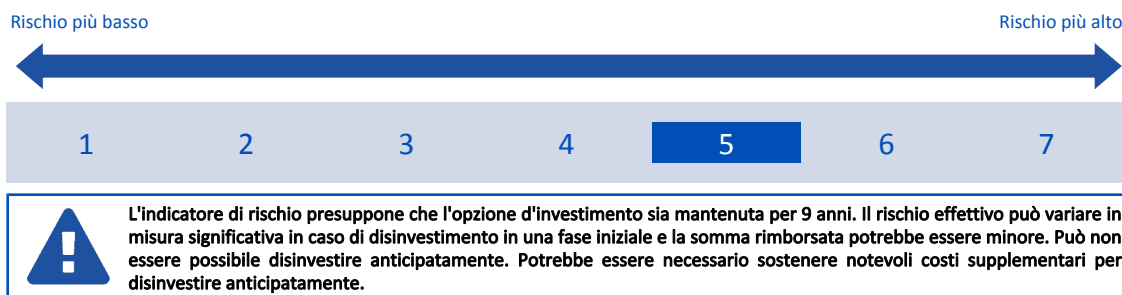 Rischio più basso Rischio più alto
1 2 3 4 5 6 7
L'indicatore di rischio presuppone che l'opzione d'investimento sia mantenuta per 9 anni. Il rischio effettivo può variare in
misura significativa in caso di disinvestimento in una fase iniziale e la somma rimborsata potrebbe essere minore. Può non
essere possibile disinvestire anticipatamente. Potrebbe essere necessario sostenere notevoli costi supplementari per
disinvestire anticipatamente.